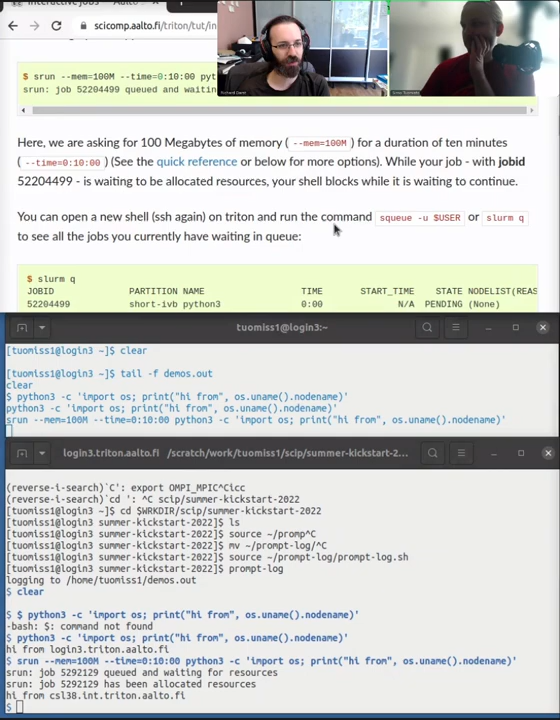 Interactive jobs
scicomp.aalto.fi/triton/tut/in
$ srun --mem=100M --time=0:10:00 pyt
srun: job 52204499 queued and waitin
Here, we are asking for 100 Megabytes of memory ( --mem=100M ) for a duration of ten minutes
( --time=0:10:00 ) (See the quick reference or below for more options). While your job - with jobid
52204499 - is waiting to be allocated resources, your shell blocks while it is waiting to continue.
You can open a new shell (ssh again) on triton and run the command squeue -u $USER or slurm q
to see all the jobs you currently have waiting in queue:
$ slurm q
JOBID PARTITION NAME TIME START_TIME STATE NODELIST(REAS
52204499 short-ivb python3 0:00 N/A PENDING (None)
tuomiss1@login3:~
[tuomiss1@login3 ~]$ clear
[tuomiss1@login3 ~]$ tail -f demos.out
clear
$ python3 -c 'import os; print("hi from", os.uname().nodename)'
python3 -c 'import os; print("hi from", os.uname().nodename)'
srun --mem=100M --time=0:10:00 python3 -c 'import os; print("hi from", os.uname().nodename)'
login3.triton.aalto.fi /scratch/work/tuomiss1/scip/summer-kickstart-2...
(reverse-i-search)`C': export OMPI_MPIC^Cicc
(reverse-i-search)`cd ': ^C scip/summer-kickstart-2022
[tuomiss1@login3 ~]$ cd $WRKDIR/scip/summer-kickstart-2022
[tuomiss1@login3 summer-kickstart-2022]$ ls
[tuomiss1@login3 summer-kickstart-2022]$ source ~/promp^C
[tuomiss1@login3 summer-kickstart-2022]$ mv ~/prompt-log/^C
[tuomiss1@login3 summer-kickstart-2022]$ source ~/prompt-log/prompt-log.sh
[tuomiss1@login3 summer-kickstart-2022]$ prompt-log
logging to /home/tuomiss1/demos.out
$ clear
$ $ python3 -c 'import os; print("hi from", os.uname().nodename)'
-bash: $: command not found
$ python3 -c 'import os; print("hi from", os.uname().nodename)'
hi from login3.triton.aalto.fi
$ srun --mem=100M --time=0:10:00 python3 -c 'import os; print("hi from", os.uname().nodename)'
srun: job 5292129 queued and waiting for resources
srun: job 5292129 has been allocated resources
hi from csl38.int.triton.aalto.fi
$